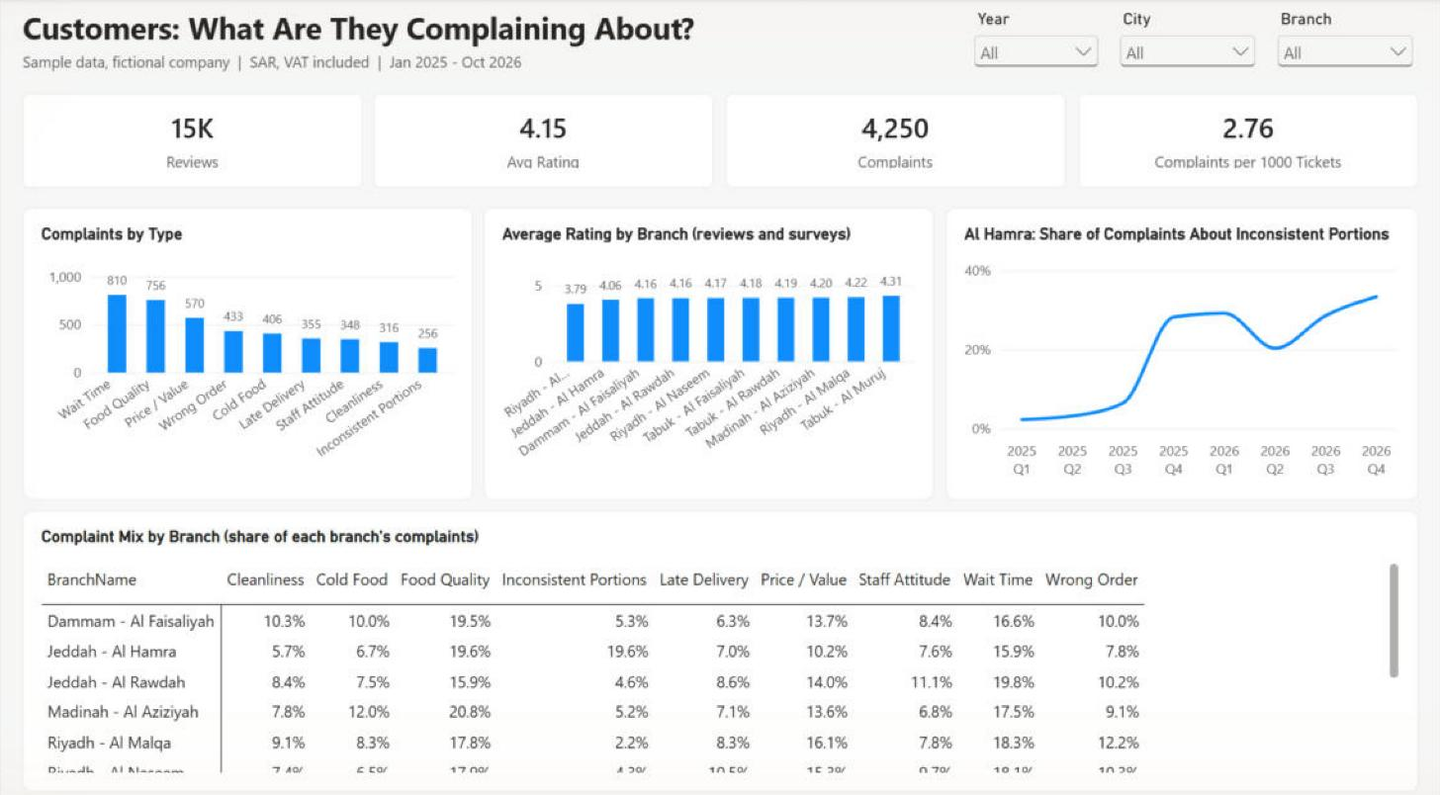 Customers: What Are They Complaining About?
Sample data, fictional company | SAR, VAT included | Jan 2025 - Oct 2026
Year
City
Branch
All
All
All
15K
Reviews
4.15
Avg Rating
4,250
Complaints
2.76
Complaints per 1000 Tickets
Complaints by Type
1,000
500
0
810
756
570
433
406
355
348
316
256
Wait Time
Food Quality
Price / Value
Wrong Order
Cold Food
Late Delivery
Staff Attitude
Cleanliness
Inconsistent Portions
Average Rating by Branch (reviews and surveys)
5
0
3.79
4.06
4.16
4.16
4.17
4.18
4.19
4.20
4.22
4.31
Riyadh - Al...
Jeddah - Al Hamra
Dammam - Al Faisaliyah
Jeddah - Al Rawdah
Riyadh - Al Naseem
Tabuk - Al Faisaliyah
Tabuk - Al Rawdah
Madinah - Al Aziziyah
Riyadh - Al Malqa
Tabuk - Al Muruj
Al Hamra: Share of Complaints About Inconsistent Portions
40%
20%
0%
2025 Q1
2025 Q2
2025 Q3
2025 Q4
2026 Q1
2026 Q2
2026 Q3
2026 Q4
Complaint Mix by Branch (share of each branch's complaints)
BranchName Cleanliness Cold Food Food Quality Inconsistent Portions Late Delivery Price / Value Staff Attitude Wait Time Wrong Order
Dammam - Al Faisaliyah 10.3% 10.0% 19.5% 5.3% 6.3% 13.7% 8.4% 16.6% 10.0%
Jeddah - Al Hamra 5.7% 6.7% 19.6% 19.6% 7.0% 10.2% 7.6% 15.9% 7.8%
Jeddah - Al Rawdah 8.4% 7.5% 15.9% 4.6% 8.6% 14.0% 11.1% 19.8% 10.2%
Madinah - Al Aziziyah 7.8% 12.0% 20.8% 5.2% 7.1% 13.6% 6.8% 17.5% 9.1%
Riyadh - Al Malqa 9.1% 8.3% 17.8% 2.2% 8.3% 16.1% 7.8% 18.3% 12.2%
Riyadh - Al Naseem